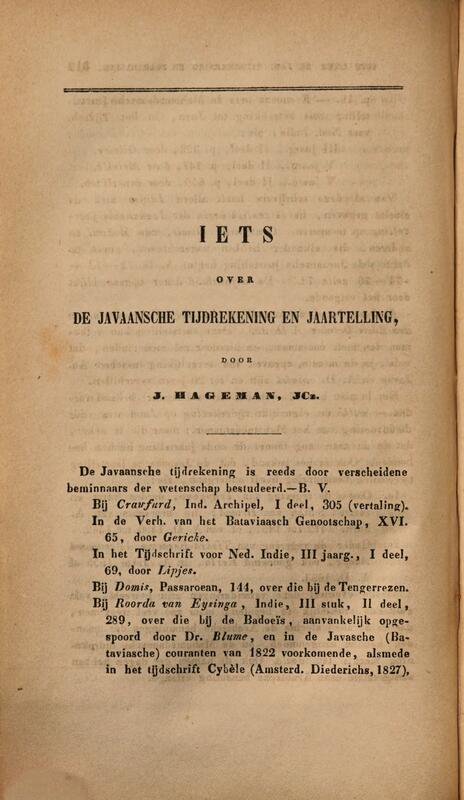 IETS
OVER
DE JAVAANSCHE TIJDREKENING EN JAARTELLING,
DOOR
J. HAGEMAN, JCz.
De Javaansche tijdrekening is reeds door verscheidene
beminnaars der wetenschap bestudeerd.—B. V.
Bij Crawfurd, Ind. Archipel, I deel, 305 (vertaling).
In de Verh. van het Bataviaasch Genootschap, XVI.
65, door Gericke.
In het Tijdschrift voor Ned. Indie, III jaarg., I deel,
69, door Lipjes.
Bij Domis, Passaroean, 144, over die bij de Tengerrezen.
Bij Roorda van Eysinga, Indie, III stuk, II deel,
289, over die bij de Badoeïs, aanvankelijk opge-
spoord door Dr. Blume, en in de Javasche (Ba-
taviasche) couranten van 1822 voorkomende, alsmede
in het tijdschrift Cybèle (Amsterd. Diederichs, 1827),